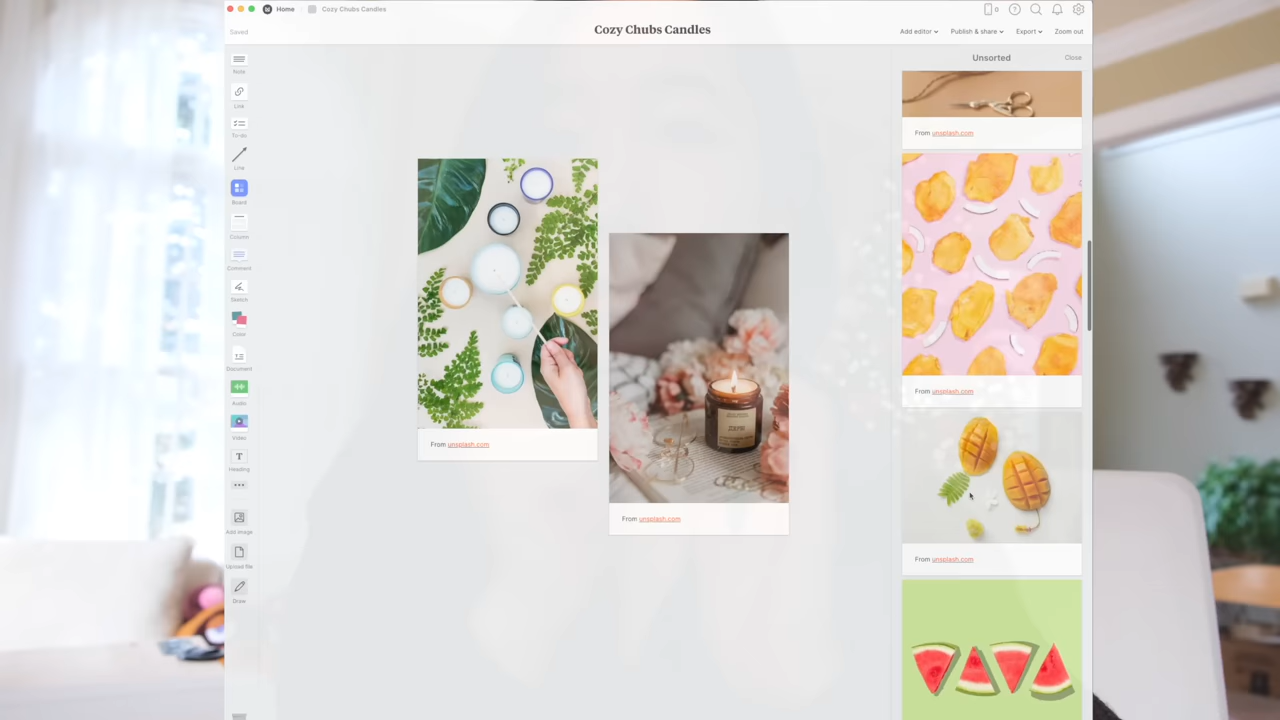 Home
Cozy Chubs Candles
0
Saved
Cozy Chubs Candles
Add editor
Publish & share
Export
Zoom out
Unsorted
Close
Note
Link
To-do
Line
Board
Column
Comment
Sketch
Color
Document
Audio
Video
T
Heading
Add image
Upload file
Draw
From unsplash.com
From unsplash.com
From unsplash.com
From unsplash.com
From unsplash.com